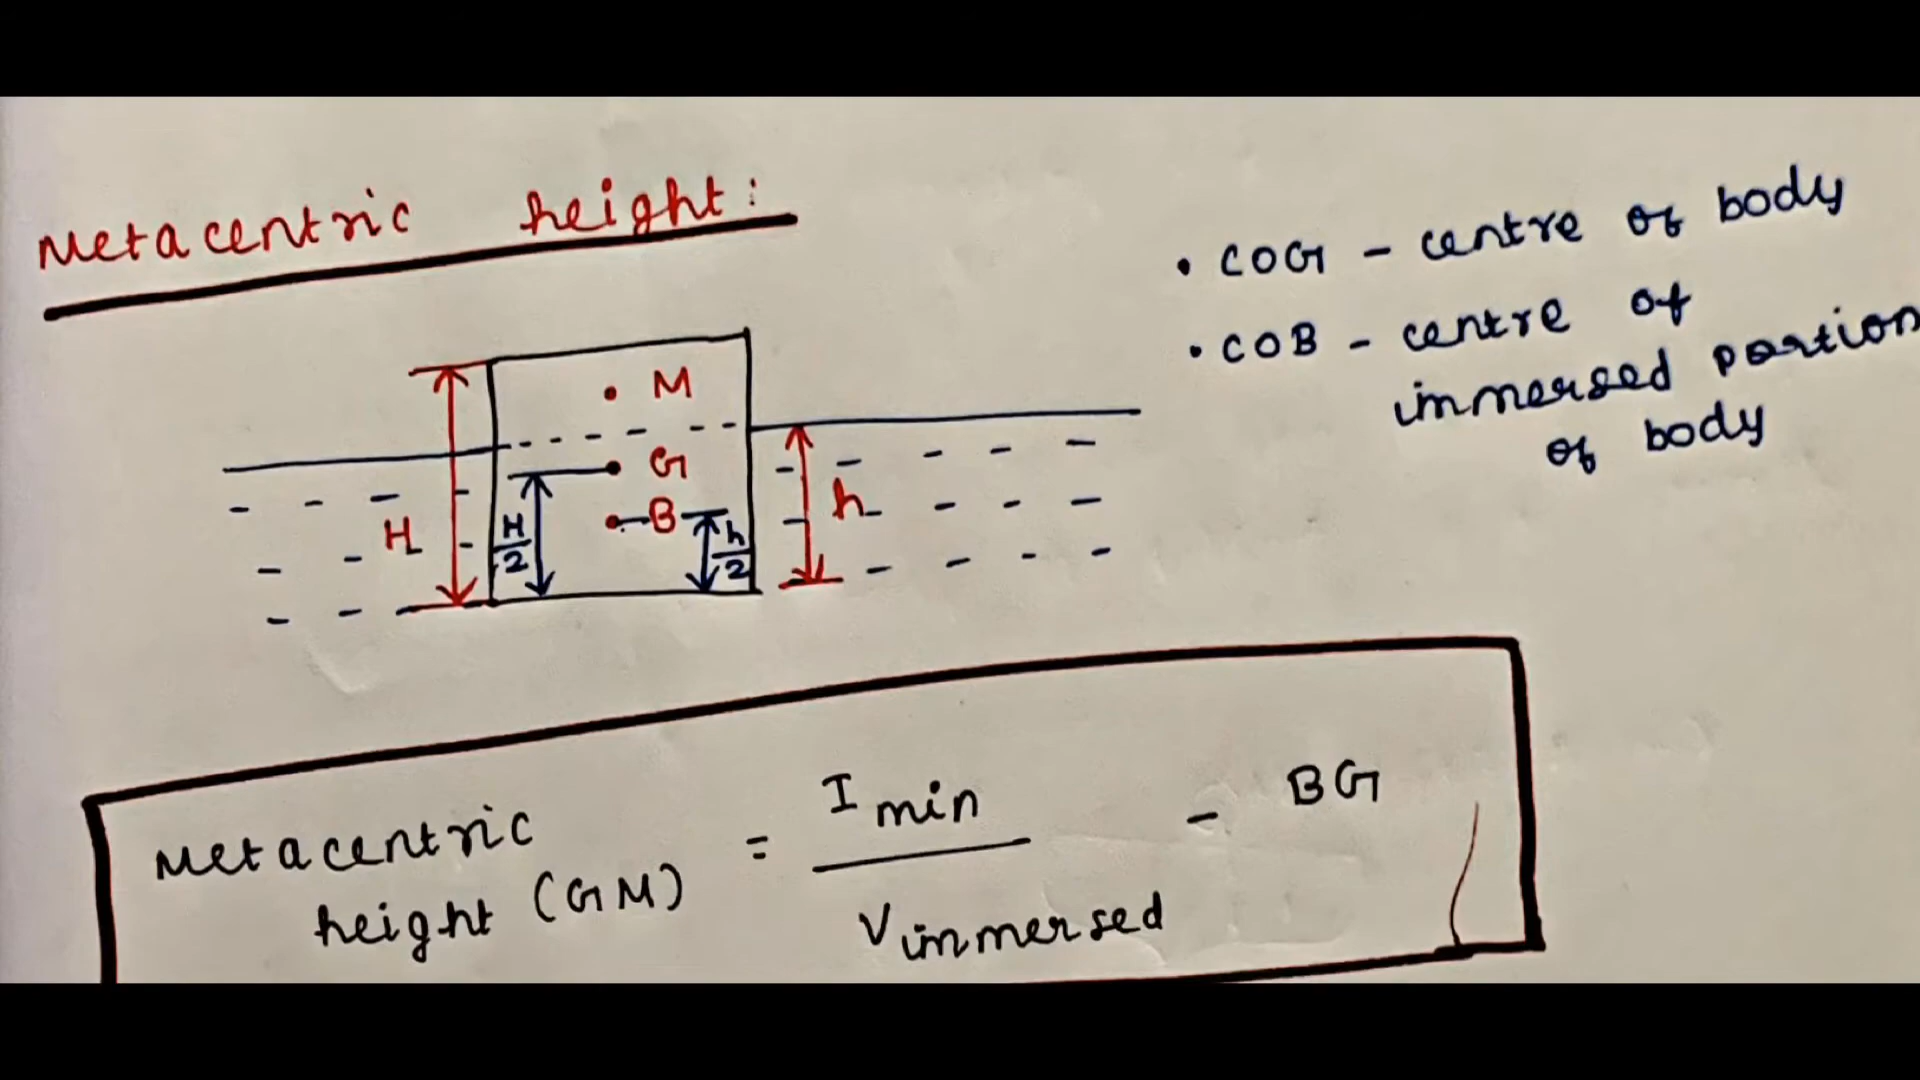 Metacentric height:
• COG - centre of body
• COB - centre of
immersed portion
of body
M
G
B
H
H/2
h/2
h
Metacentric
height (GM) = I min / V immersed - BG